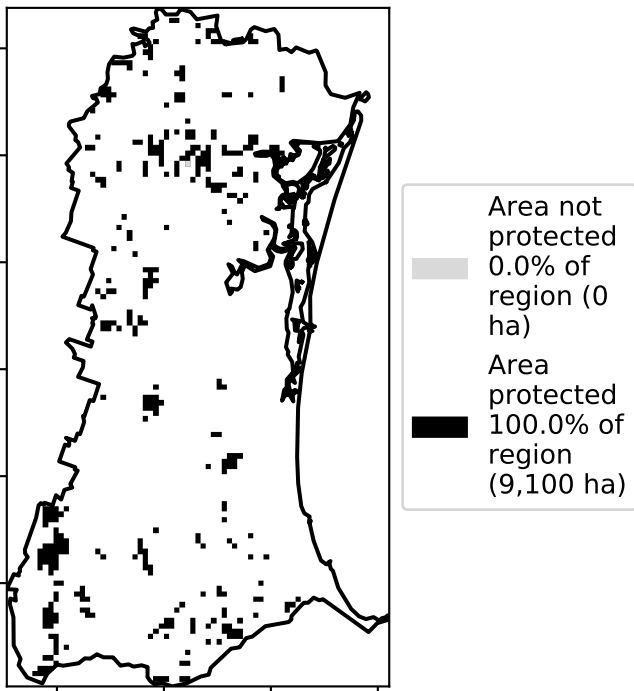 Area not
protected
0.0% of
region (0
ha)
Area
protected
100.0% of
region
(9,100 ha)